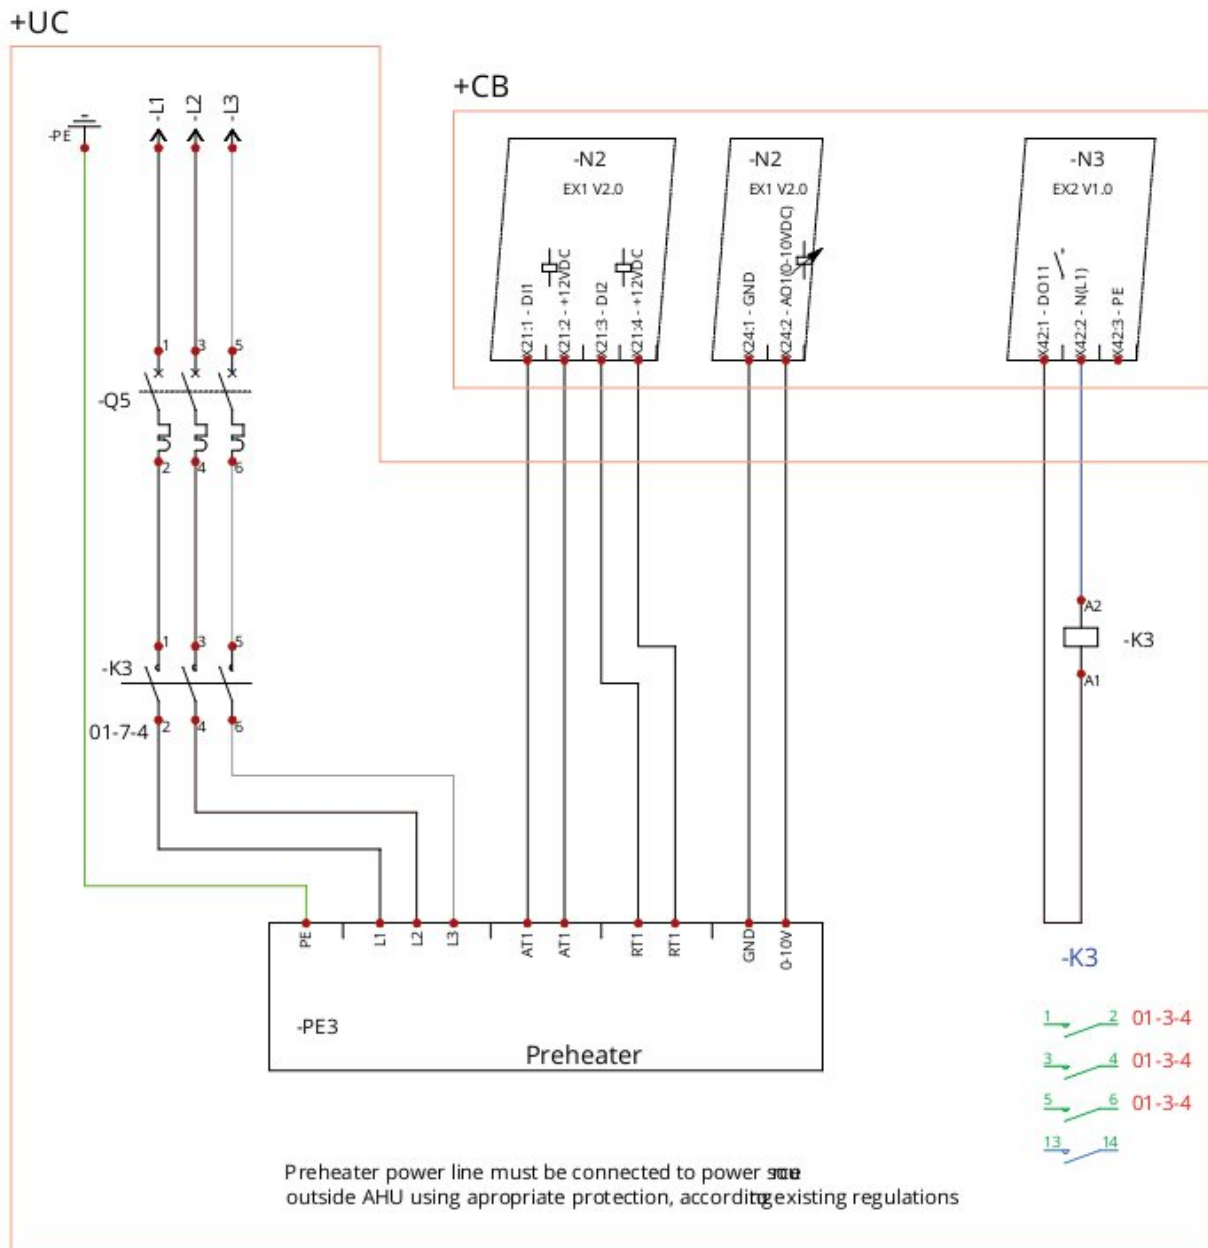 +UC
+CB
-PE
-L1
-L2
-L3
-N2
EX1 V2.0
X21:1 - DI1
X21:2 - +12VDC
X21:3 - DI2
X21:4 - +12VDC
-N2
EX1 V2.0
X24:1 - GND
X24:2 - AO1(0-10VDC)
-N3
EX2 V1.0
X42:1 - DO11
X42:2 - N(L1)
X42:3 - PE
1
3
5
-Q5
2
4
6
1
3
5
-K3
01-7-4
2
4
6
A2
-K3
A1
PE
L1
L2
L3
AT1
AT1
RT1
RT1
GND
0-10V
-PE3
Preheater
-K3
1 2 01-3-4
3 4 01-3-4
5 6 01-3-4
13 14
Preheater power line must be connected to power
outside AHU using apropriate protection, according existing regulations